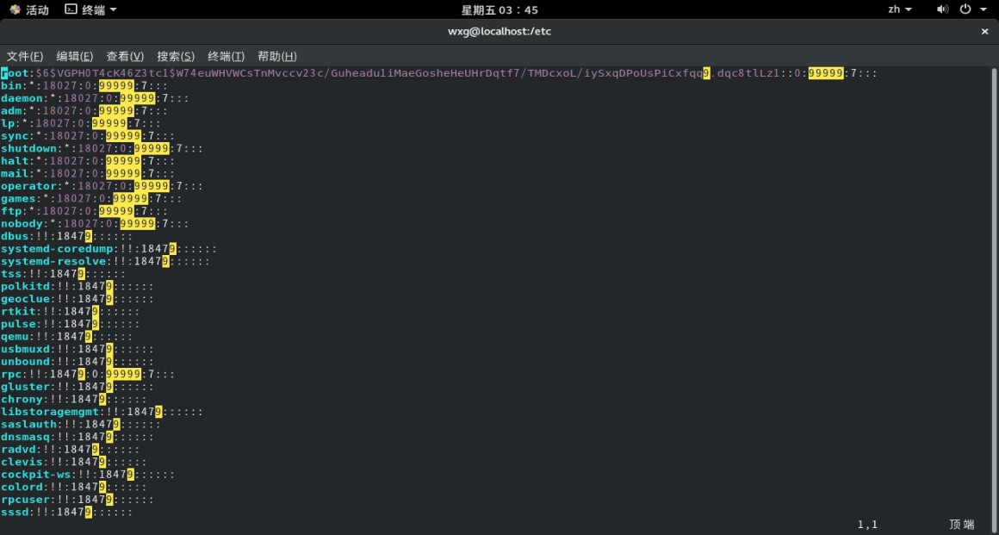 活动 终端 星期五 03：45 zh
wxg@localhost:/etc ×
文件(F) 编辑(E) 查看(V) 搜索(S) 终端(T) 帮助(H)
root:$6$VGPH0T4cK46Z3tc1$W74euWHVWCsTnMvccv23c/Guheadu1iMaeGosheHeUHrDqtf7/TMDcxoL/iySxqDPoUsPiCxfqq9.dqc8tlLz1::0:99999:7:::
bin:*:18027:0:99999:7:::
daemon:*:18027:0:99999:7:::
adm:*:18027:0:99999:7:::
lp:*:18027:0:99999:7:::
sync:*:18027:0:99999:7:::
shutdown:*:18027:0:99999:7:::
halt:*:18027:0:99999:7:::
mail:*:18027:0:99999:7:::
operator:*:18027:0:99999:7:::
games:*:18027:0:99999:7:::
ftp:*:18027:0:99999:7:::
nobody:*:18027:0:99999:7:::
dbus:!!:18479::::::
systemd-coredump:!!:18479::::::
systemd-resolve:!!:18479::::::
tss:!!:18479::::::
polkitd:!!:18479::::::
geoclue:!!:18479::::::
rtkit:!!:18479::::::
pulse:!!:18479::::::
qemu:!!:18479::::::
usbmuxd:!!:18479::::::
unbound:!!:18479::::::
rpc:!!:18479:0:99999:7:::
gluster:!!:18479::::::
chrony:!!:18479::::::
libstoragemgmt:!!:18479::::::
saslauth:!!:18479::::::
dnsmasq:!!:18479::::::
radvd:!!:18479::::::
clevis:!!:18479::::::
cockpit-ws:!!:18479::::::
colord:!!:18479::::::
rpcuser:!!:18479::::::
sssd:!!:18479::::::
1,1 顶端